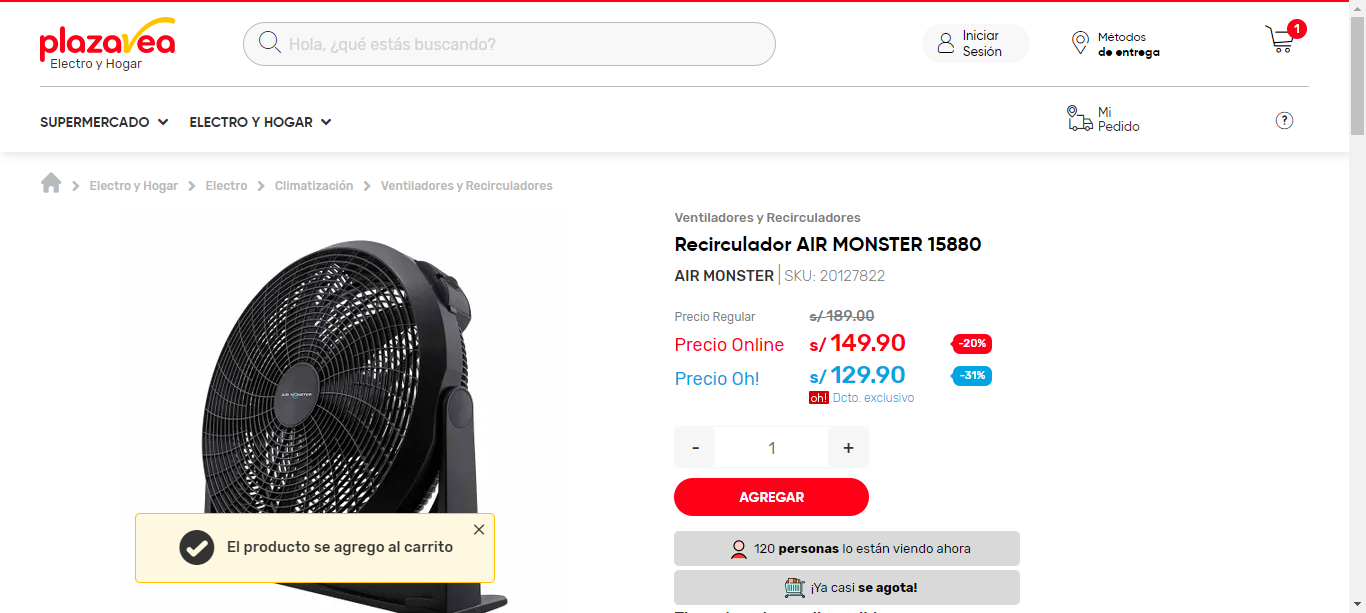 plazavea
Electro y Hogar
Hola, ¿qué estás buscando?
Iniciar
Sesión
Métodos
de entrega
1
SUPERMERCADO
ELECTRO Y HOGAR
Mi
Pedido
?
Electro y Hogar > Electro > Climatización > Ventiladores y Recirculadores
Ventiladores y Recirculadores
Recirculador AIR MONSTER 15880
AIR MONSTER | SKU: 20127822
Precio Regular s/ 189.00
Precio Online s/ 149.90 -20%
Precio Oh! s/ 129.90 -31%
oh! Dcto. exclusivo
- 1 +
AGREGAR
120 personas lo están viendo ahora
¡Ya casi se agota!
AIR MONSTER
El producto se agrego al carrito